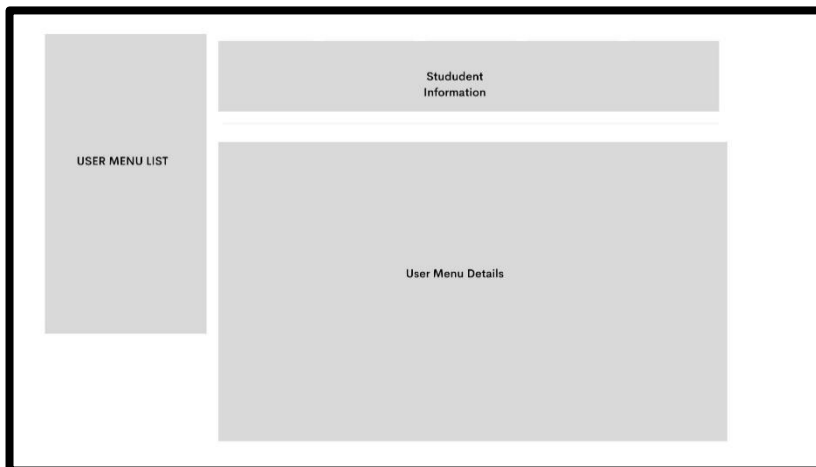 USER MENU LIST
Stududent
Information
User Menu Details